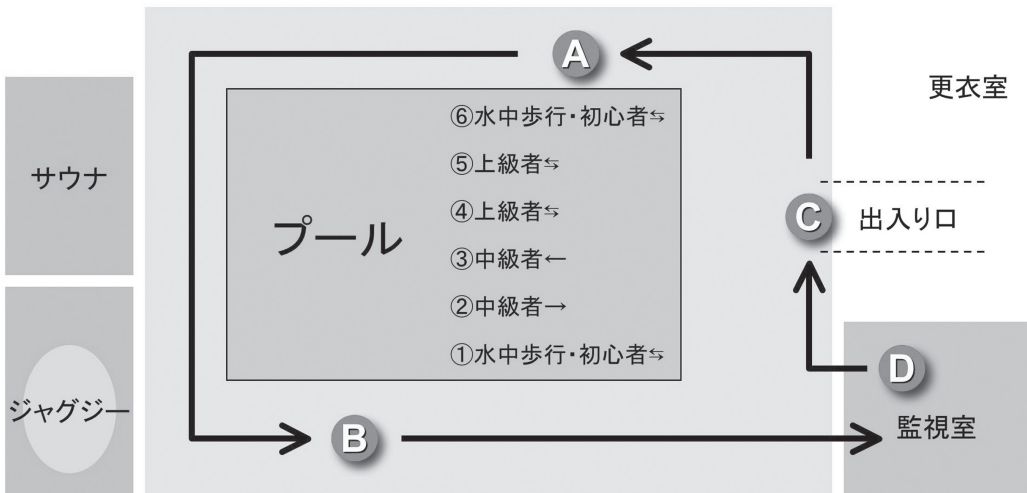 A
更衣室
⑥水中歩行・初心者⇆
サウナ
⑤上級者⇆
④上級者⇆
C
出入り口
プール
③中級者←
②中級者→
①水中歩行・初心者⇆
D
ジャグジー
B
監視室